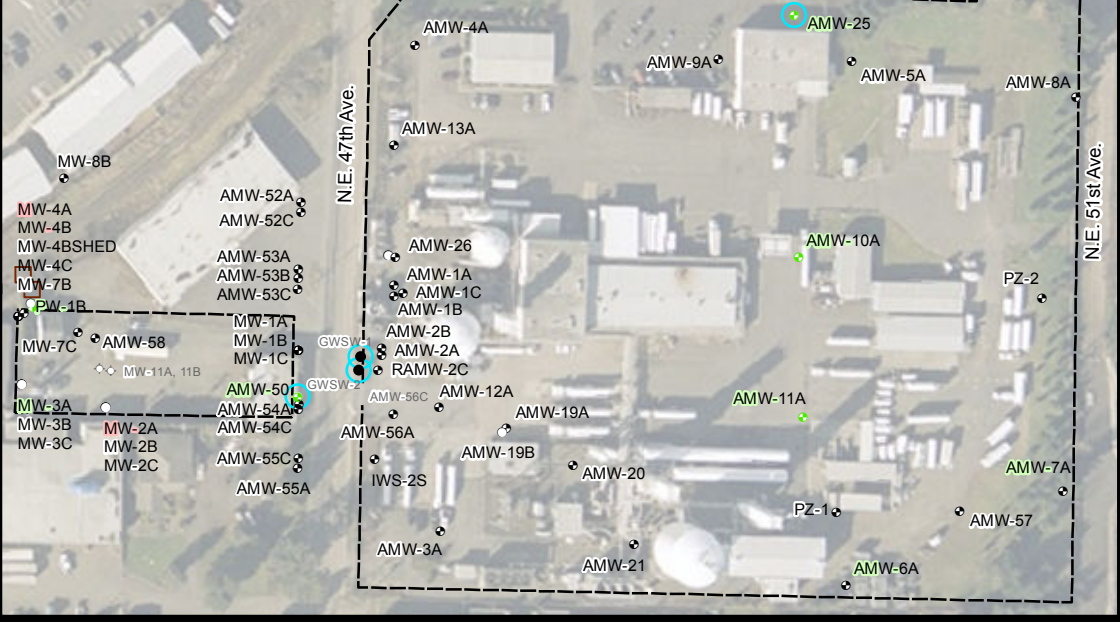 AMW-4A
AMW-25
AMW-9A
AMW-5A
AMW-8A
N.E. 47th Ave.
AMW-13A
N.E. 51st Ave.
MW-8B
AMW-52A
AMW-52C
MW-4A
MW-4B
MW-4BSHED
MW-4C
MW-7B
PW-1B
AMW-26
AMW-10A
AMW-53A
AMW-53B
AMW-53C
AMW-1A
AMW-1C
AMW-1B
PZ-2
MW-1A
MW-1B
MW-1C
GWSW-1
AMW-2B
AMW-2A
RAMW-2C
MW-7C
AMW-58
MW-11A, 11B
AMW-50
GWSW-2
AMW-56C
AMW-12A
AMW-11A
MW-3A
MW-3B
MW-3C
AMW-54A
AMW-54C
AMW-19A
MW-2A
MW-2B
MW-2C
AMW-56A
AMW-19B
AMW-55C
AMW-55A
IWS-2S
AMW-20
AMW-7A
PZ-1
AMW-57
AMW-3A
AMW-21
AMW-6A